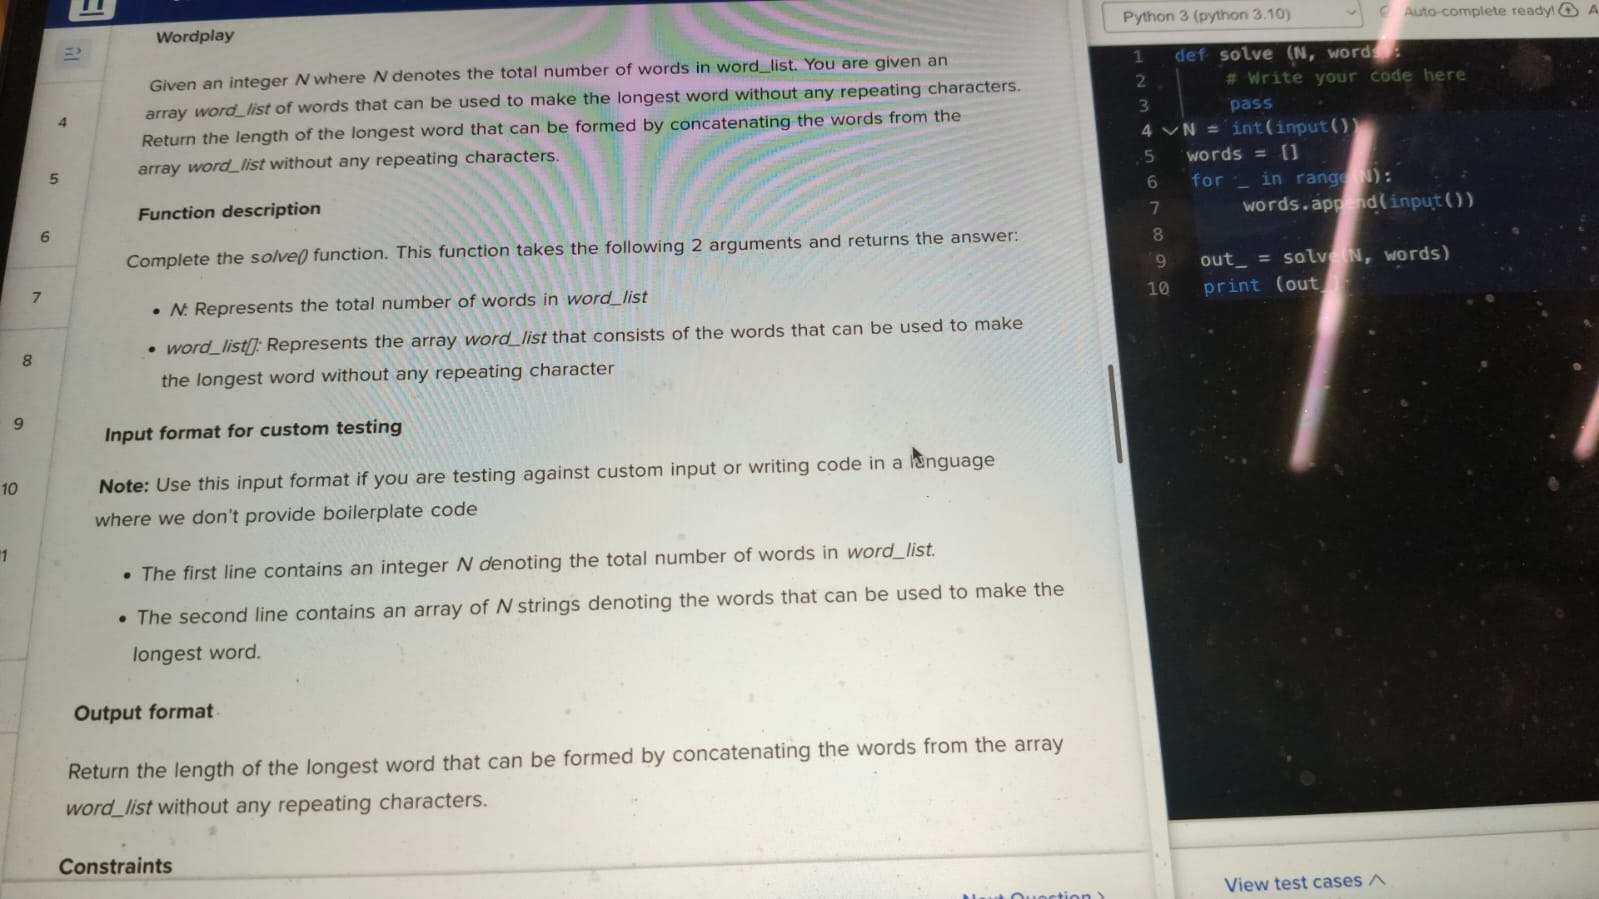 Wordplay
Given an integer N where N denotes the total number of words in word_list. You are given an
array word_list of words that can be used to make the longest word without any repeating characters.
Return the length of the longest word that can be formed by concatenating the words from the
array word_list without any repeating characters.
Function description
Complete the solve() function. This function takes the following 2 arguments and returns the answer:
• N: Represents the total number of words in word_list
• word_list[]: Represents the array word_list that consists of the words that can be used to make
the longest word without any repeating character
Input format for custom testing
Note: Use this input format if you are testing against custom input or writing code in a language
where we don't provide boilerplate code
• The first line contains an integer N denoting the total number of words in word_list.
• The second line contains an array of N strings denoting the words that can be used to make the
longest word.
Output format
Return the length of the longest word that can be formed by concatenating the words from the array
word_list without any repeating characters.
Constraints
Next Question >
4
5
6
7
8
9
10
Python 3 (python 3.10)
Auto-complete ready!
1 def solve (N, words):
2 # Write your code here
3 pass
4 N = int(input())
5 words = []
6 for _ in range(N):
7 words.append(input())
8
9 out_ = solve(N, words)
10 print (out_)
View test cases